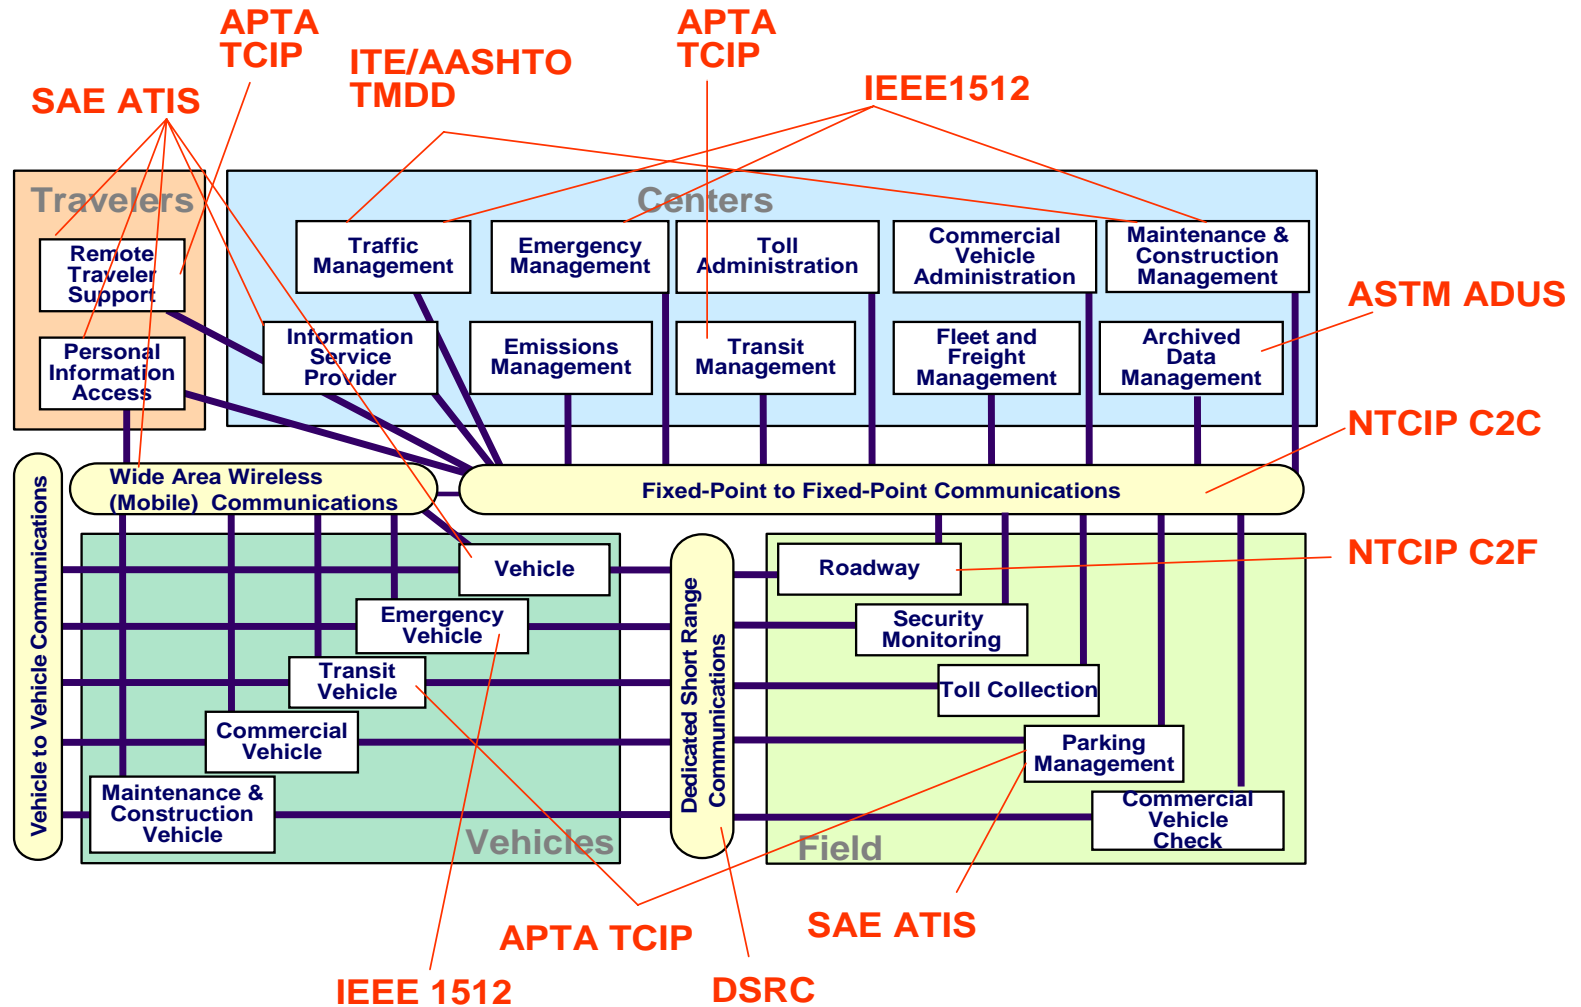 APTA
TCIP
APTA
TCIP
ITE/AASHTO
TMDD
IEEE1512
SAE ATIS
Travelers
Centers
Remote
Traveler
Support
Traffic
Management
Emergency
Management
Toll
Administration
Commercial
Vehicle
Administration
Maintenance &
Construction
Management
ASTM ADUS
Personal
Information
Access
Information
Service
Provider
Emissions
Management
Transit
Management
Fleet and
Freight
Management
Archived
Data
Management
NTCIP C2C
Wide Area Wireless
(Mobile) Communications
Fixed-Point to Fixed-Point Communications
NTCIP C2F
Vehicle to Vehicle Communications
Vehicle
Emergency
Vehicle
Transit
Vehicle
Commercial
Vehicle
Maintenance &
Construction
Vehicle
Vehicles
Dedicated Short Range
Communications
Roadway
Security
Monitoring
Toll Collection
Parking
Management
Commercial
Vehicle
Check
Field
APTA TCIP
SAE ATIS
IEEE 1512
DSRC